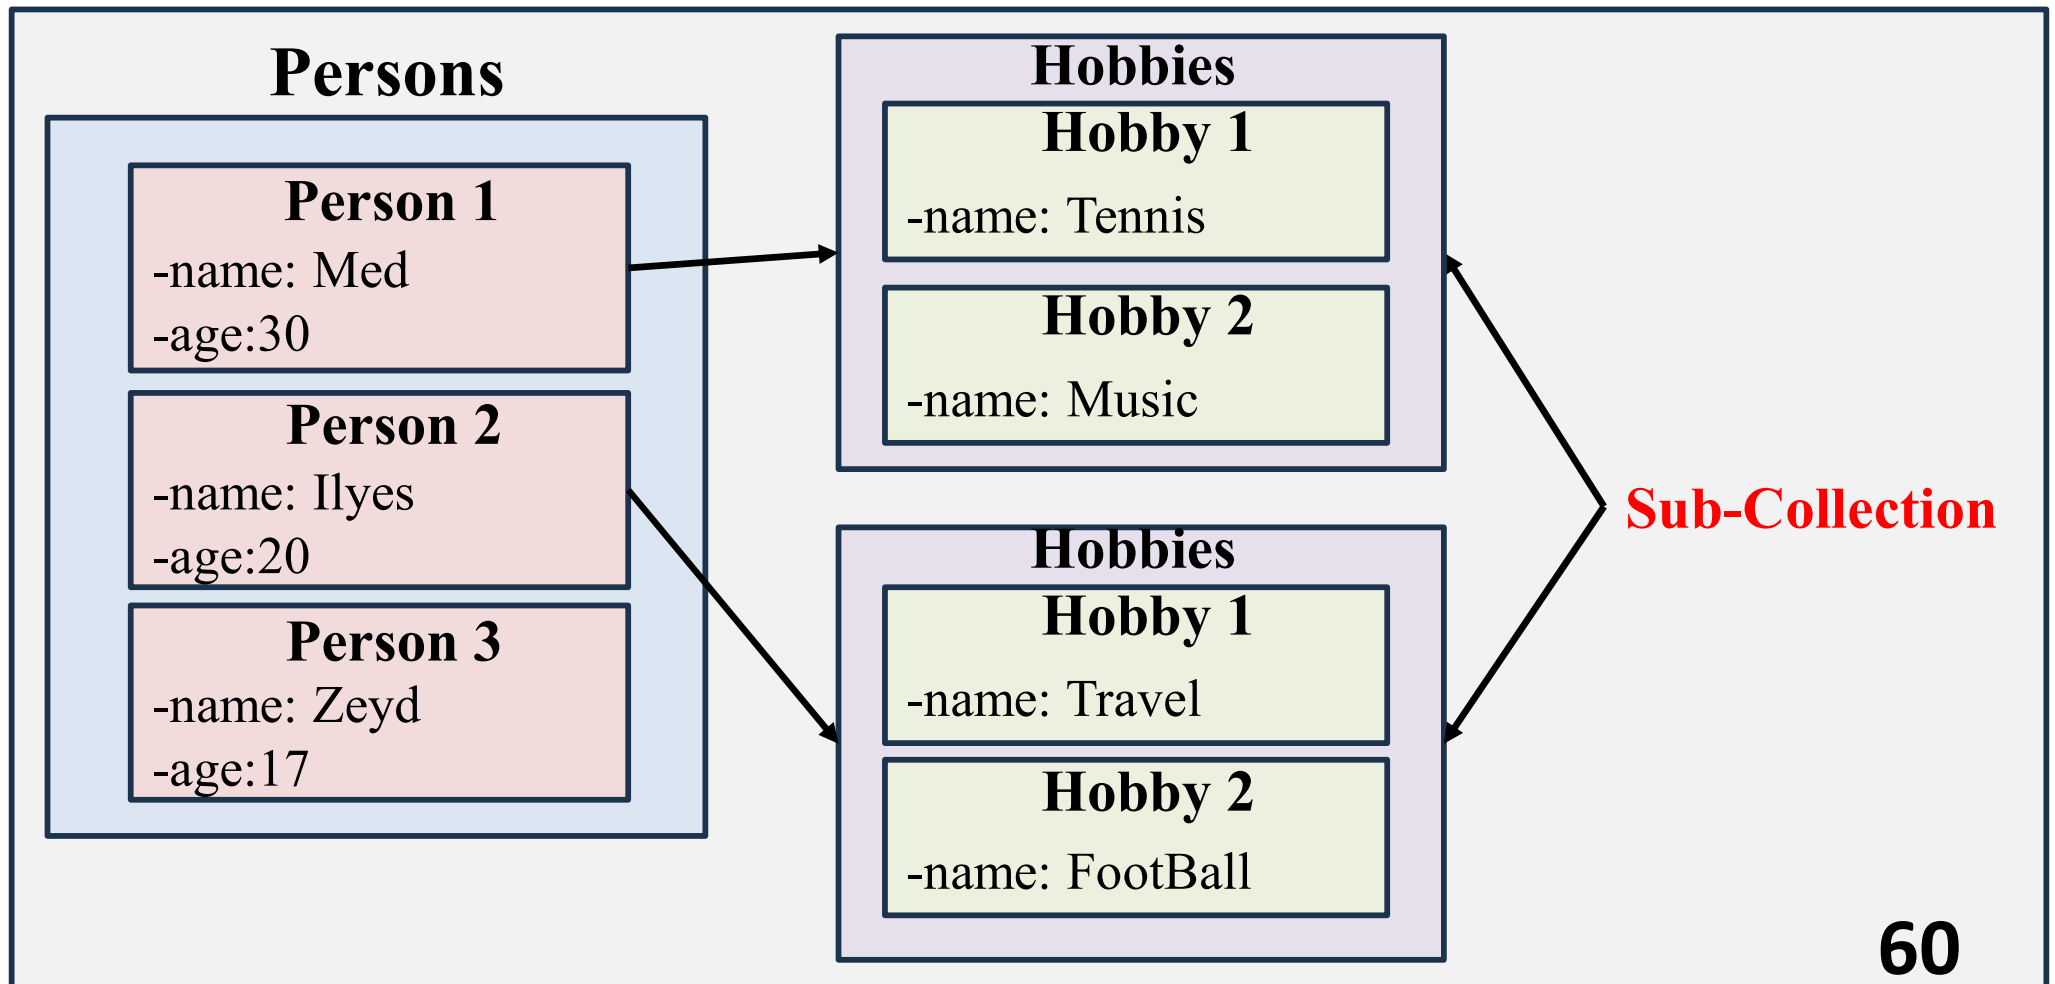 Persons
Person 1
-name: Med
-age:30
Person 2
-name: Ilyes
-age:20
Person 3
-name: Zeyd
-age:17
Hobbies
Hobby 1
-name: Tennis
Hobby 2
-name: Music
Hobbies
Hobby 1
-name: Travel
Hobby 2
-name: FootBall
Sub-Collection
60